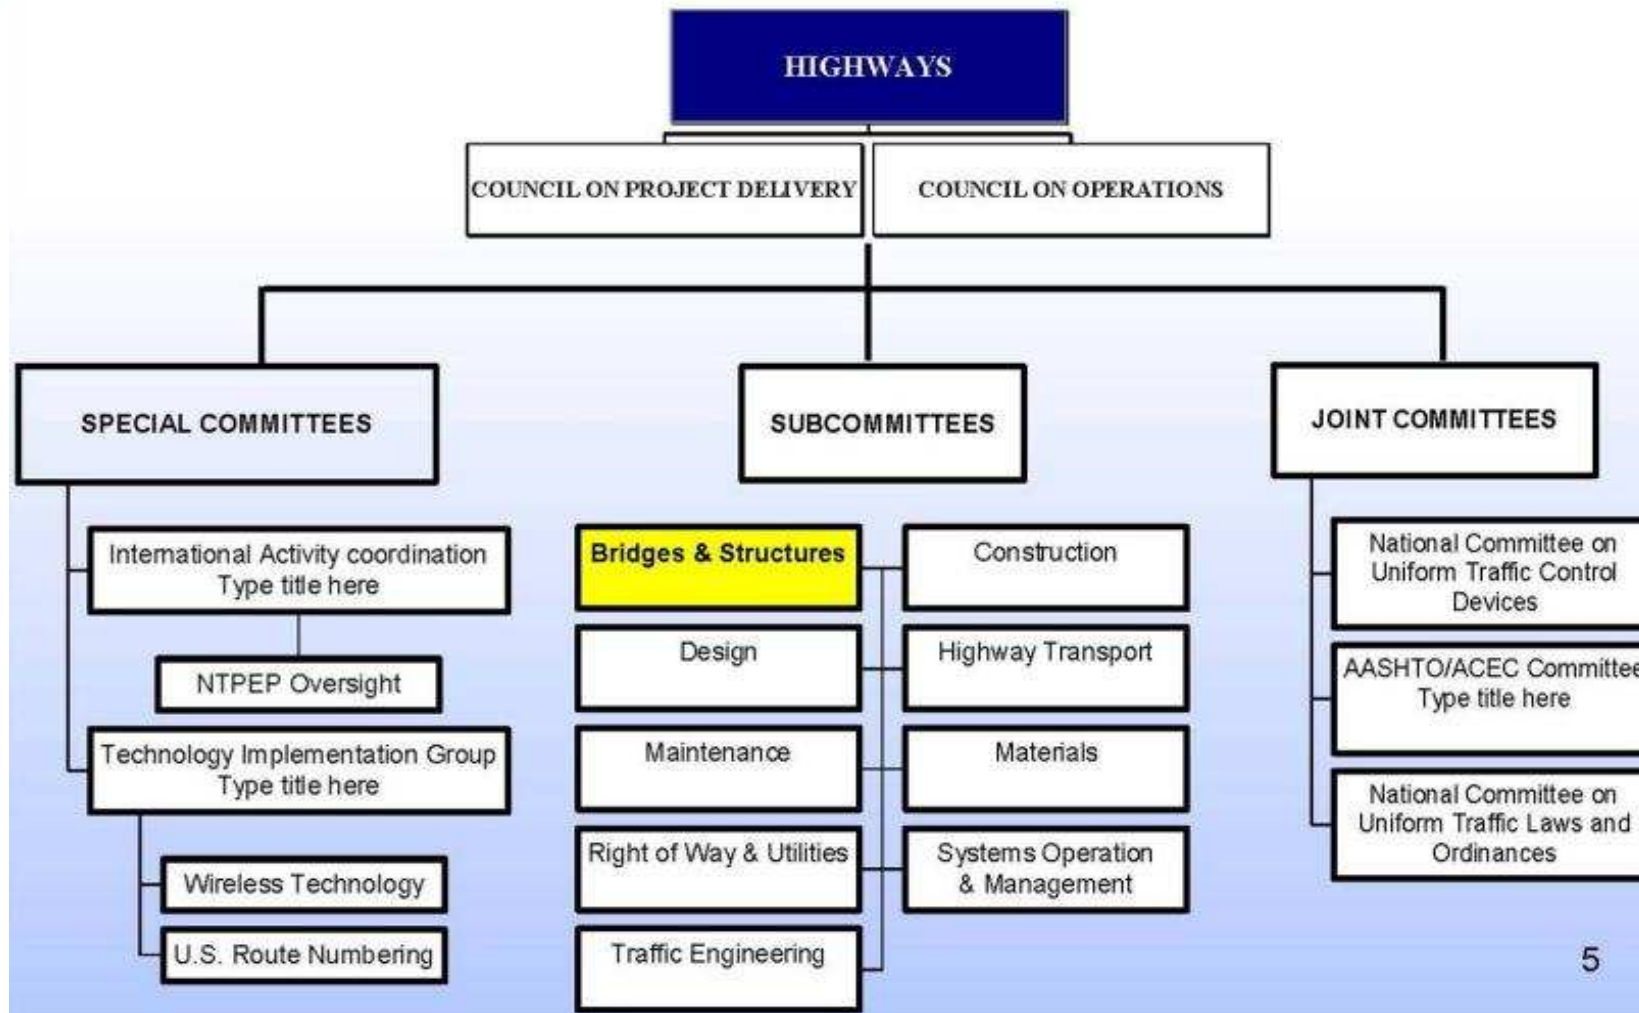 HIGHWAYS
COUNCIL ON PROJECT DELIVERY
COUNCIL ON OPERATIONS
SPECIAL COMMITTEES
SUBCOMMITTEES
JOINT COMMITTEES
International Activity coordination
Type title here
NTPEP Oversight
Technology Implementation Group
Type title here
Wireless Technology
U.S. Route Numbering
Bridges & Structures
Construction
Design
Highway Transport
Maintenance
Materials
Right of Way & Utilities
Systems Operation
& Management
Traffic Engineering
National Committee on
Uniform Traffic Control
Devices
AASHTO/ACEC Committee
Type title here
National Committee on
Uniform Traffic Laws and
Ordinances
5